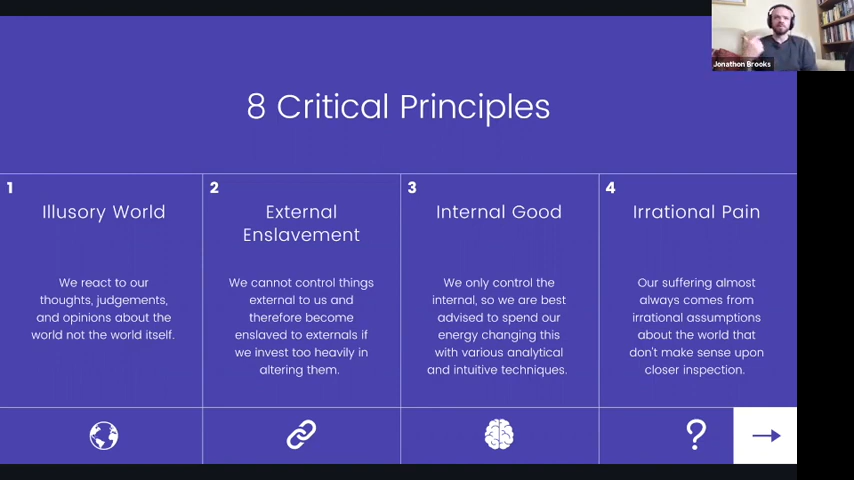 Jonathon Brooks
8 Critical Principles
1
Illusory World
We react to our
thoughts, judgements,
and opinions about the
world not the world itself.
2
External
Enslavement
We cannot control things
external to us and
therefore become
enslaved to externals if
we invest too heavily in
altering them.
3
Internal Good
We only control the
internal, so we are best
advised to spend our
energy changing this
with various analytical
and intuitive techniques.
4
Irrational Pain
Our suffering almost
always comes from
irrational assumptions
about the world that
don't make sense upon
closer inspection.
?